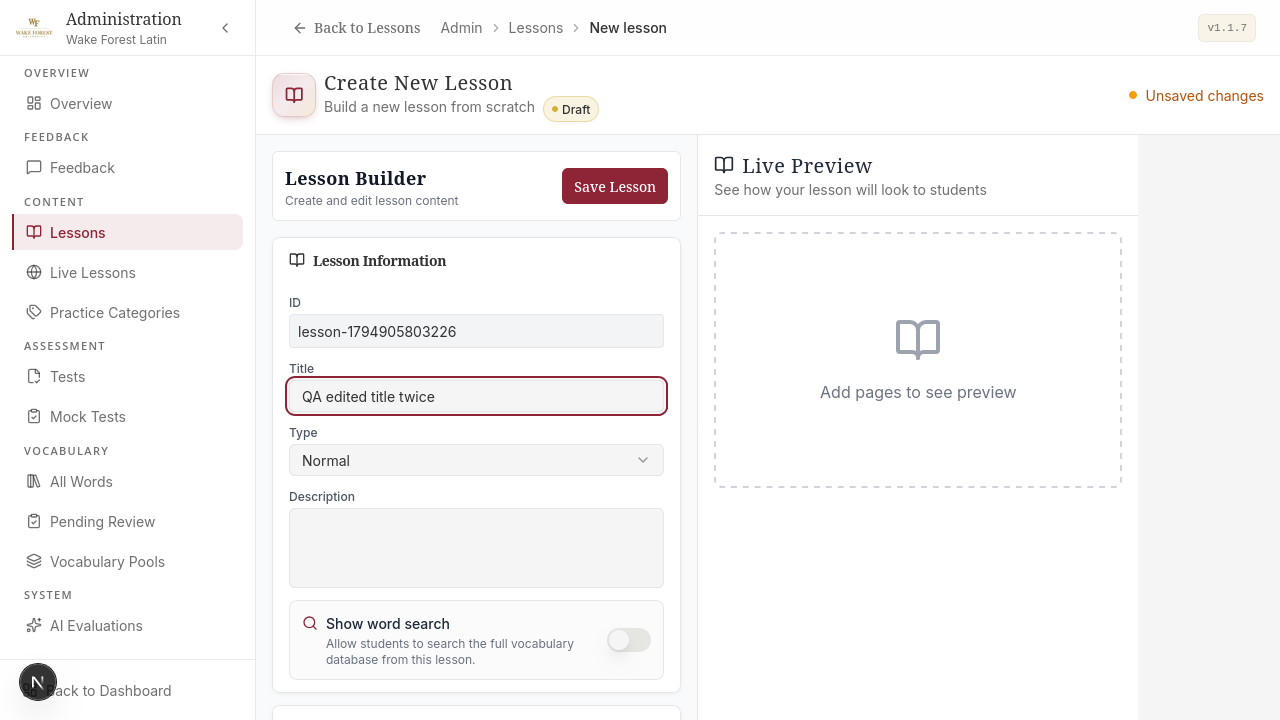 WF
WAKE FOREST
Administration
Wake Forest Latin
OVERVIEW
Overview
FEEDBACK
Feedback
CONTENT
Lessons
Live Lessons
Practice Categories
ASSESSMENT
Tests
Mock Tests
VOCABULARY
All Words
Pending Review
Vocabulary Pools
SYSTEM
AI Evaluations
N
Back to Dashboard
Back to Lessons
Admin
Lessons
New lesson
v1.1.7
Create New Lesson
Build a new lesson from scratch
Draft
Unsaved changes
Lesson Builder
Create and edit lesson content
Save Lesson
Lesson Information
ID
lesson-1794905803226
Title
QA edited title twice
Type
Normal
Description
Show word search
Allow students to search the full vocabulary
database from this lesson.
Live Preview
See how your lesson will look to students
Add pages to see preview